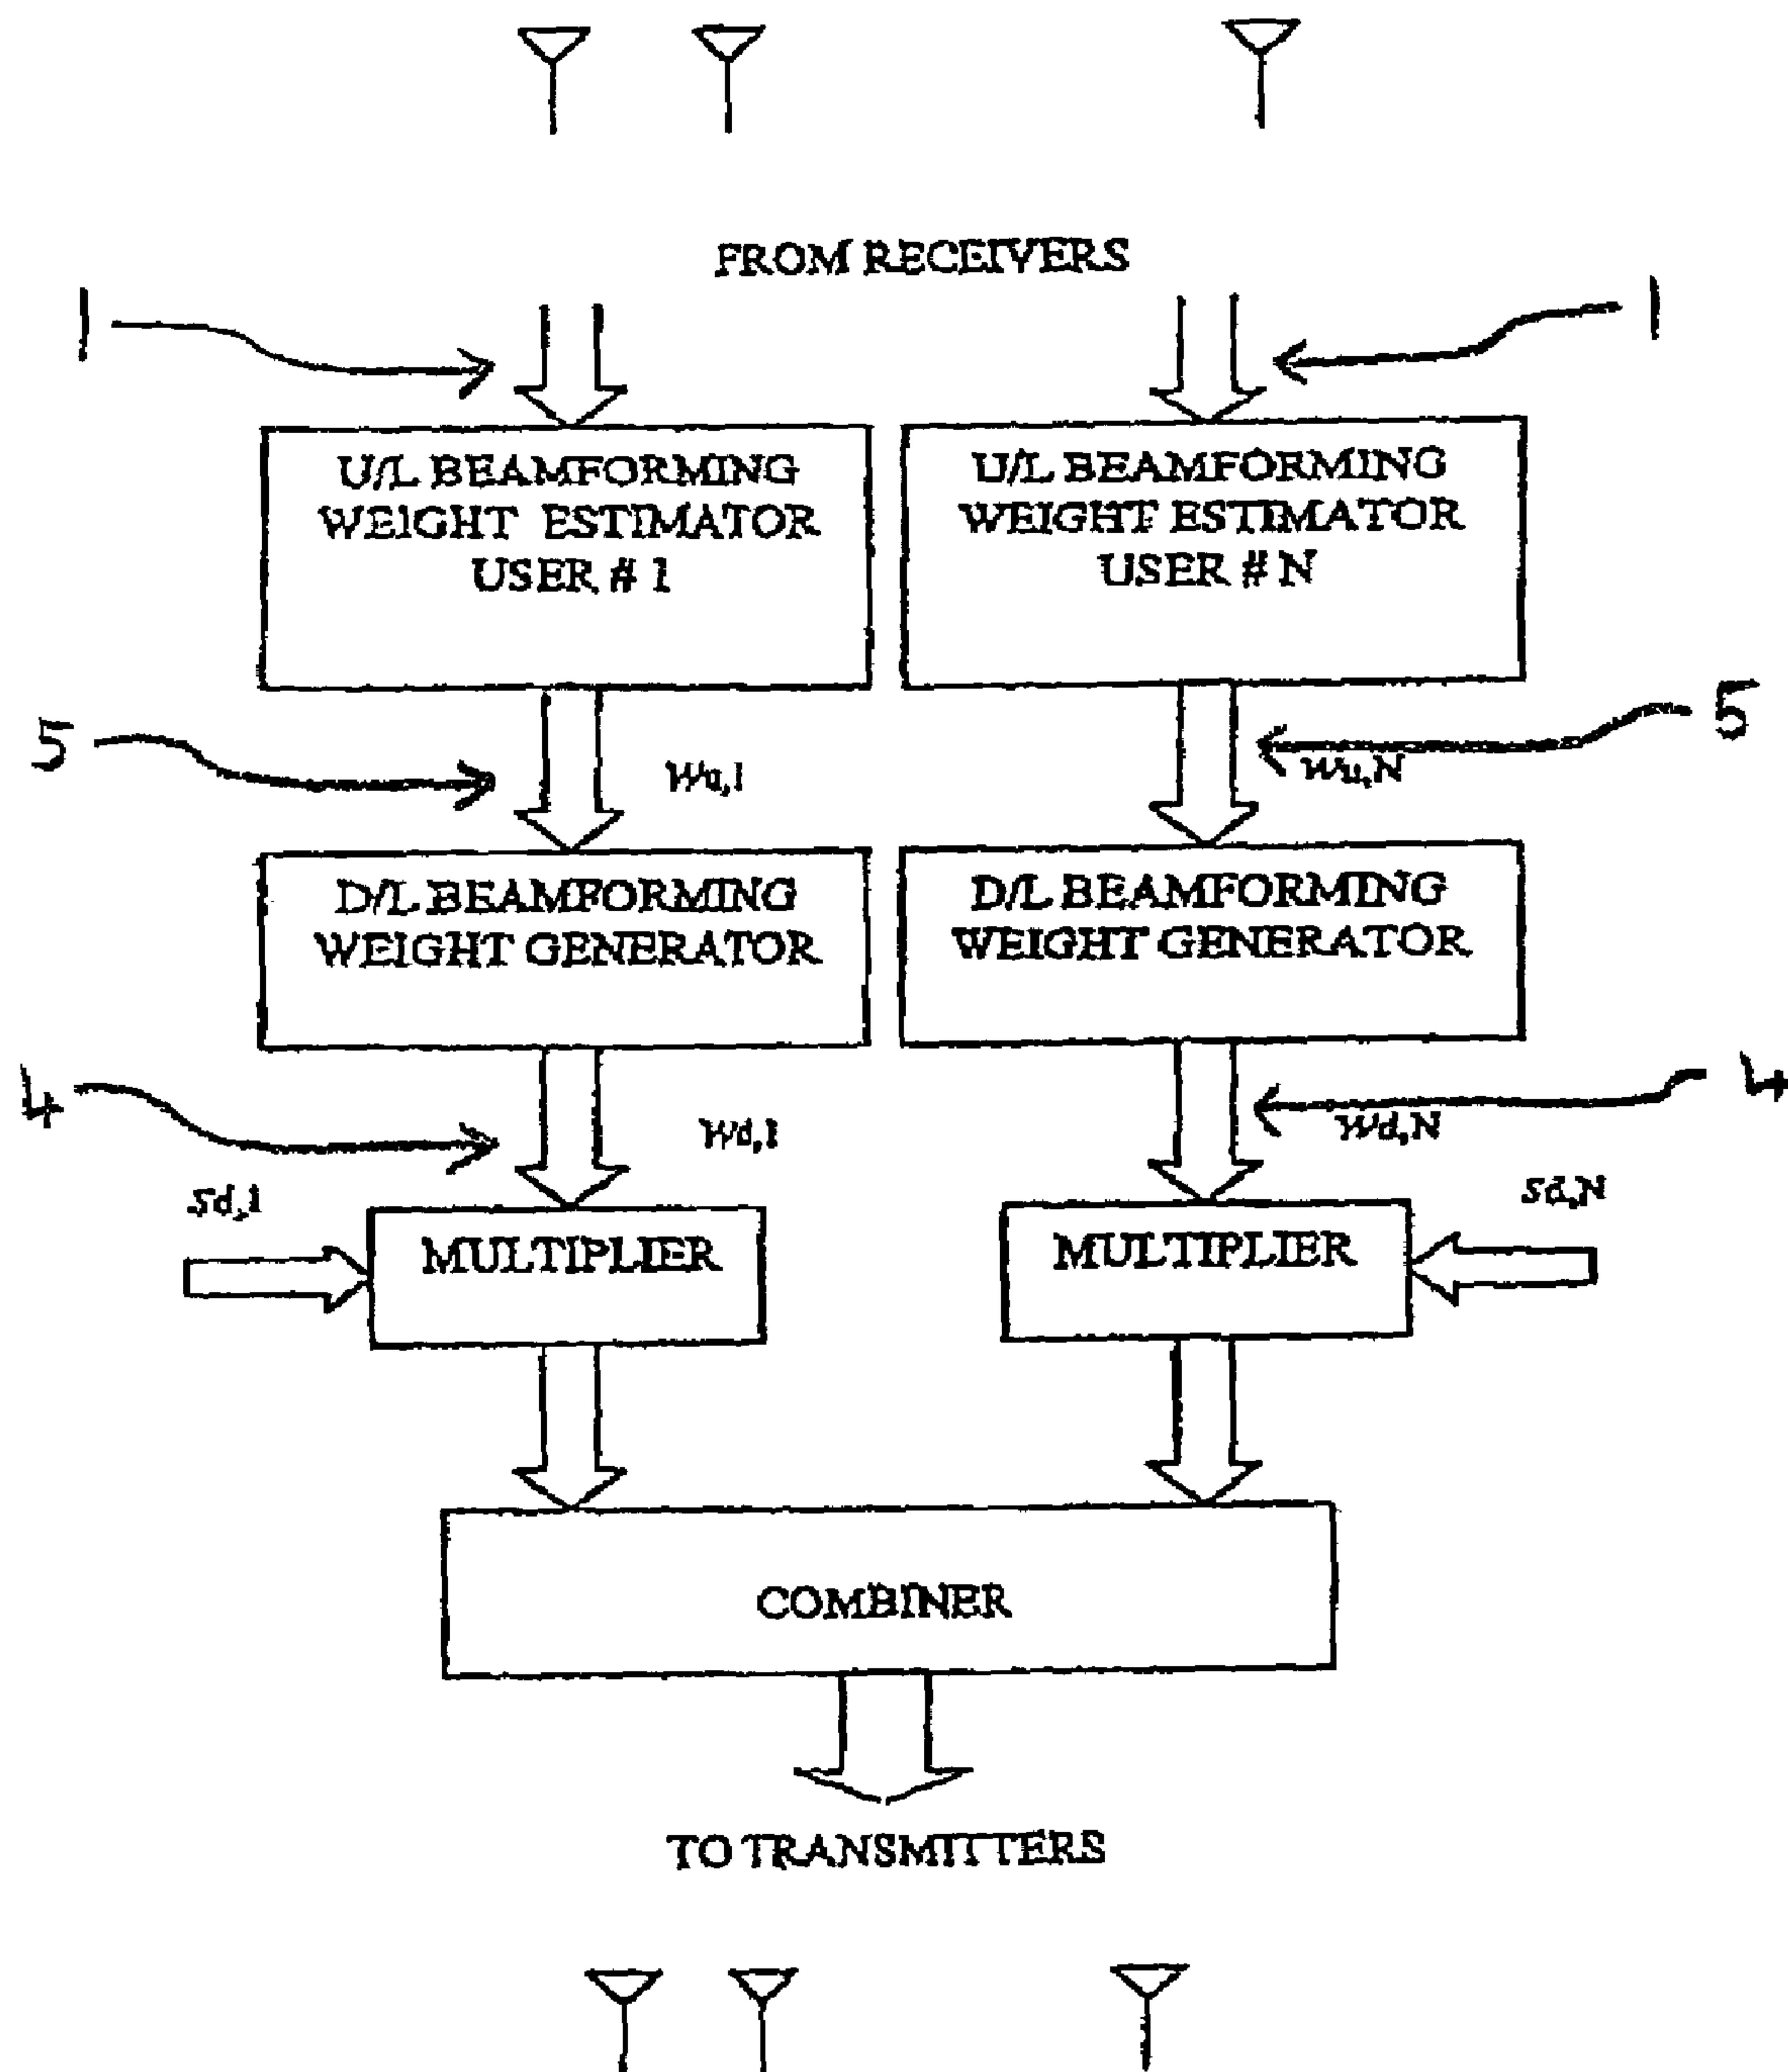 FROM RECEIVERS
1
1
U/L BEAMFORMING
WEIGHT ESTIMATOR
USER # 1
U/L BEAMFORMING
WEIGHT ESTIMATOR
USER # N
5
Wu,1
Wu,N
5
D/L BEAMFORMING
WEIGHT GENERATOR
D/L BEAMFORMING
WEIGHT GENERATOR
4
Wd,1
Wd,N
4
Sd,1
Sd,N
MULTIPLIER
MULTIPLIER
COMBINER
TO TRANSMITTERS